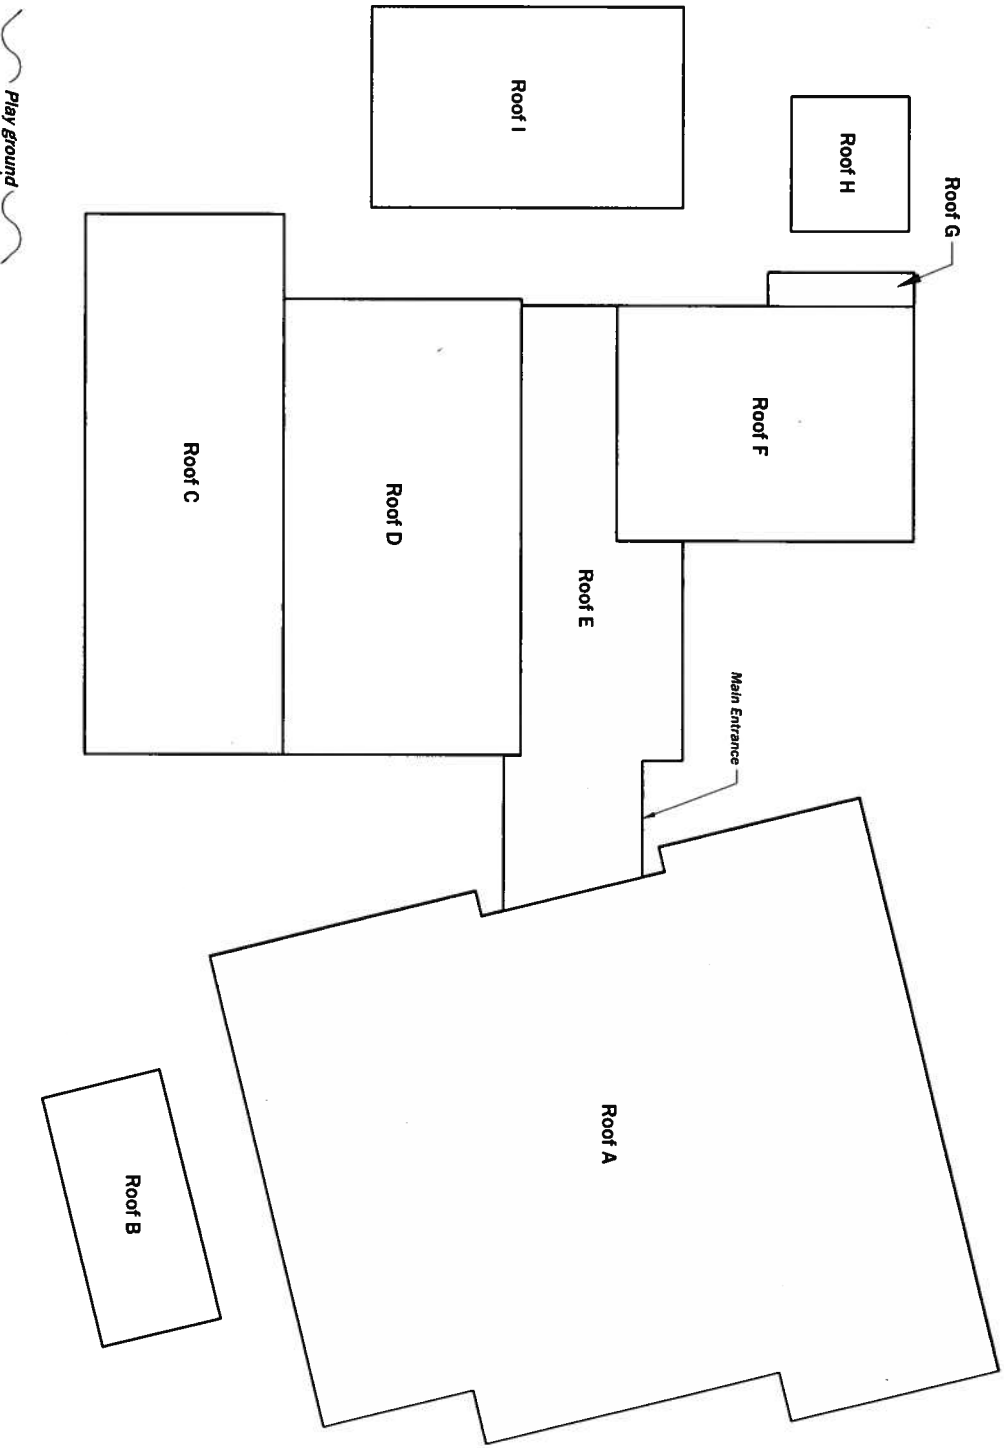 Roof G
Roof H
Roof F
Main Entrance
Roof A
Roof E
Roof I
Roof D
Roof C
Roof B
Play ground